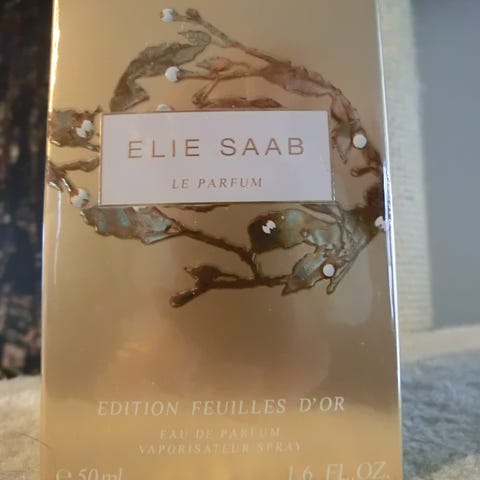 ELIE SAAB
LE PARFUM
EDITION FEUILLES D'OR
EAU DE PARFUM
VAPORISATEUR SPRAY
℮ 50 ml 1.6 FL.OZ.